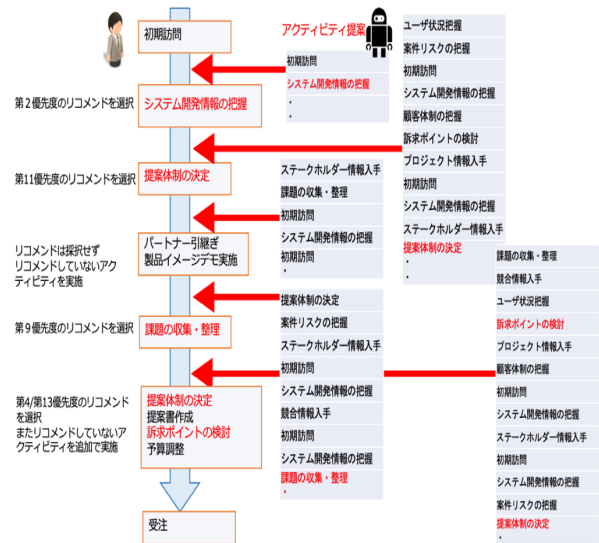 初期訪問
アクティビティ提案
初期訪問
システム開発情報の把握
・
・
第２優先度のリコメンドを選択
システム開発情報の把握
ユーザ状況把握
案件リスクの把握
初期訪問
システム開発情報の把握
顧客体制の把握
訴求ポイントの検討
プロジェクト情報入手
初期訪問
システム開発情報の把握
ステークホルダー情報入手
提案体制の決定
・
・
第11優先度のリコメンドを選択
提案体制の決定
ステークホルダー情報入手
課題の収集・整理
初期訪問
システム開発情報の把握
初期訪問
・
リコメンドは採択せず
リコメンドしていないアク
ティビティを実施
パートナー引継ぎ
製品イメージデモ実施
提案体制の決定
案件リスクの把握
ステークホルダー情報入手
初期訪問
システム開発情報の把握
競合情報入手
初期訪問
システム開発情報の把握
課題の収集・整理
・
第９優先度のリコメンドを選択
課題の収集・整理
課題の収集・整理
競合情報入手
ユーザ状況把握
訴求ポイントの検討
プロジェクト情報入手
顧客体制の把握
初期訪問
システム開発情報の把握
ステークホルダー情報入手
初期訪問
システム開発情報の把握
案件リスクの把握
提案体制の決定
・
第4/第13優先度のリコメンド
を選択
またリコメンドしていないア
クティビティを追加で実施
提案体制の決定
提案書作成
訴求ポイントの検討
予算調整
受注